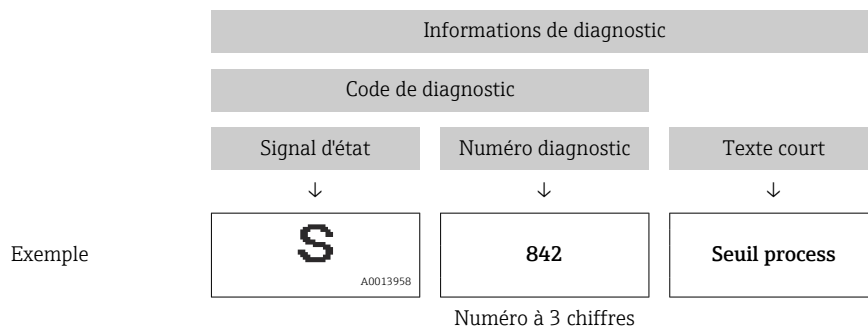 Informations de diagnostic
Code de diagnostic
Signal d'état Numéro diagnostic Texte court
↓ ↓ ↓
Exemple S 842 Seuil process
A0013958
Numéro à 3 chiffres